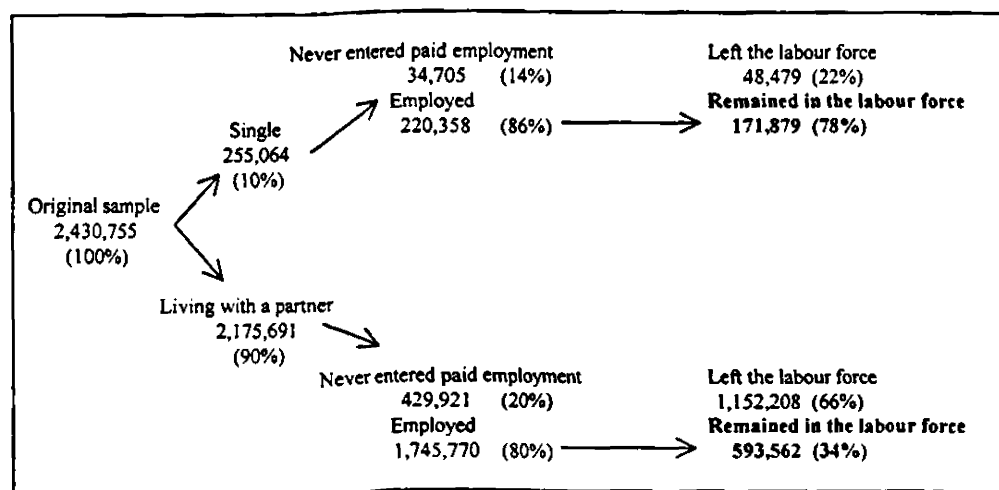 Never entered paid employment
34,705 (14%)
Employed
220,358 (86%)
Left the labour force
48,479 (22%)
Remained in the labour force
171,879 (78%)
Single
255,064
(10%)
Original sample
2,430,755
(100%)
Living with a partner
2,175,691
(90%)
Never entered paid employment
429,921 (20%)
Employed
1,745,770 (80%)
Left the labour force
1,152,208 (66%)
Remained in the labour force
593,562 (34%)